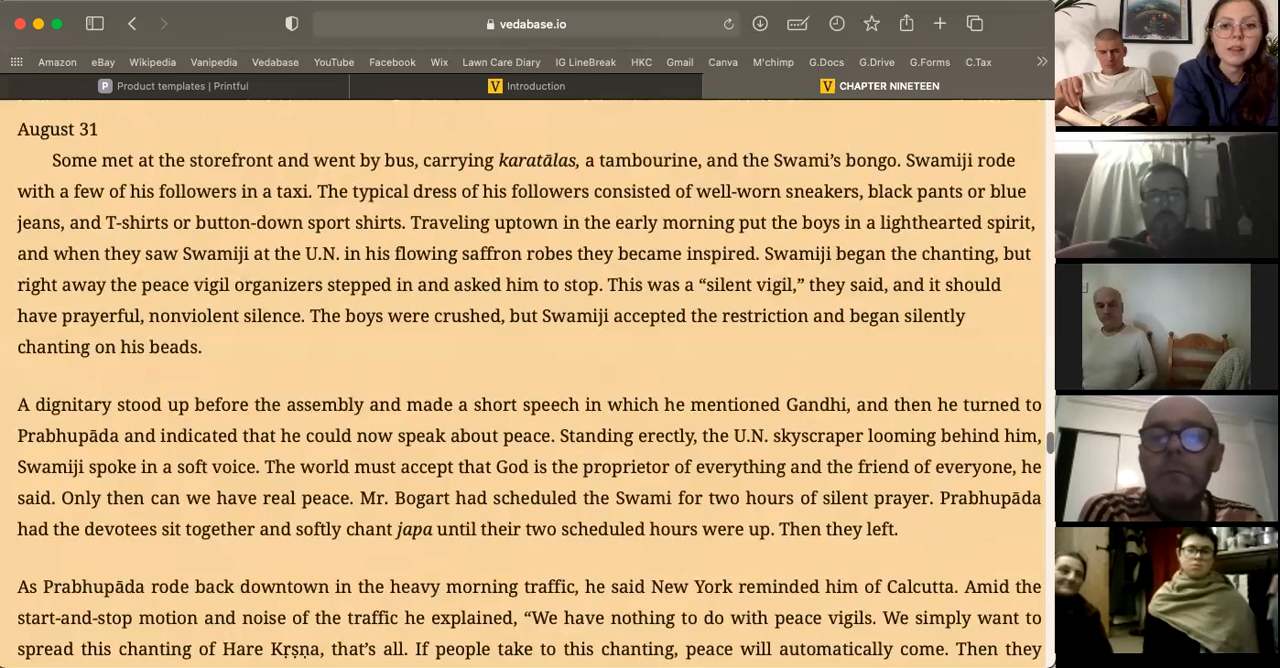 vedabase.io
Amazon eBay Wikipedia Vanipedia Vedabase YouTube Facebook Wix Lawn Care Diary IG LineBreak HKC Gmail Canva M'chimp G.Docs G.Drive G.Forms C.Tax
P Product templates | Printful V Introduction V CHAPTER NINETEEN
August 31
Some met at the storefront and went by bus, carrying karatālas, a tambourine, and the Swami’s bongo. Swamiji rode
with a few of his followers in a taxi. The typical dress of his followers consisted of well-worn sneakers, black pants or blue
jeans, and T-shirts or button-down sport shirts. Traveling uptown in the early morning put the boys in a lighthearted spirit,
and when they saw Swamiji at the U.N. in his flowing saffron robes they became inspired. Swamiji began the chanting, but
right away the peace vigil organizers stepped in and asked him to stop. This was a “silent vigil,” they said, and it should
have prayerful, nonviolent silence. The boys were crushed, but Swamiji accepted the restriction and began silently
chanting on his beads.
A dignitary stood up before the assembly and made a short speech in which he mentioned Gandhi, and then he turned to
Prabhupāda and indicated that he could now speak about peace. Standing erectly, the U.N. skyscraper looming behind him,
Swamiji spoke in a soft voice. The world must accept that God is the proprietor of everything and the friend of everyone, he
said. Only then can we have real peace. Mr. Bogart had scheduled the Swami for two hours of silent prayer. Prabhupāda
had the devotees sit together and softly chant japa until their two scheduled hours were up. Then they left.
As Prabhupāda rode back downtown in the heavy morning traffic, he said New York reminded him of Calcutta. Amid the
start-and-stop motion and noise of the traffic he explained, “We have nothing to do with peace vigils. We simply want to
spread this chanting of Hare Kṛṣṇa, that’s all. If people take to this chanting, peace will automatically come. Then they